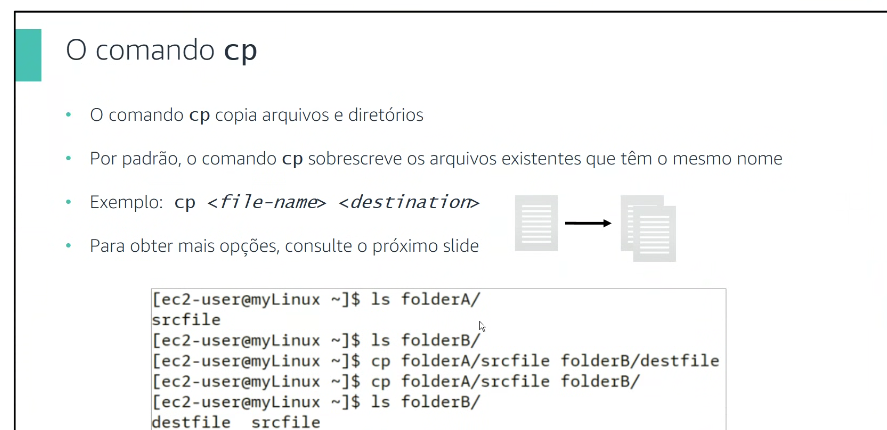 O comando cp
• O comando cp copia arquivos e diretórios
• Por padrão, o comando cp sobrescreve os arquivos existentes que têm o mesmo nome
• Exemplo: cp <file-name> <destination>
• Para obter mais opções, consulte o próximo slide
[ec2-user@myLinux ~]$ ls folderA/
srcfile
[ec2-user@myLinux ~]$ ls folderB/
[ec2-user@myLinux ~]$ cp folderA/srcfile folderB/destfile
[ec2-user@myLinux ~]$ cp folderA/srcfile folderB/
[ec2-user@myLinux ~]$ ls folderB/
destfile  srcfile